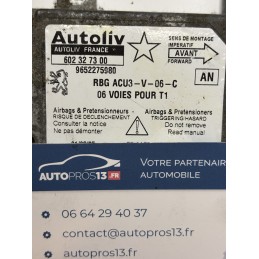 Autoliv
AUTOLIV FRANCE
602 32 73 00
9652275980
SENS DE MONTAGE
IMPERATIF
AVANT
FORWARD
AN
RBG ACU3-V-06-C
06 VOIES POUR T1
Airbags & Pretensionneurs
RISQUE DE DECLENCHEMENT
Consulter la notice
Ne pas démonter
Airbags & Pretensioners
TRIGGERING HAZARD
Do not remove
Read manual
AUTOPROS13.FR
VOTRE PARTENAIRE
AUTOMOBILE
06 64 29 40 37
contact@autopros13.fr
autopros13.fr